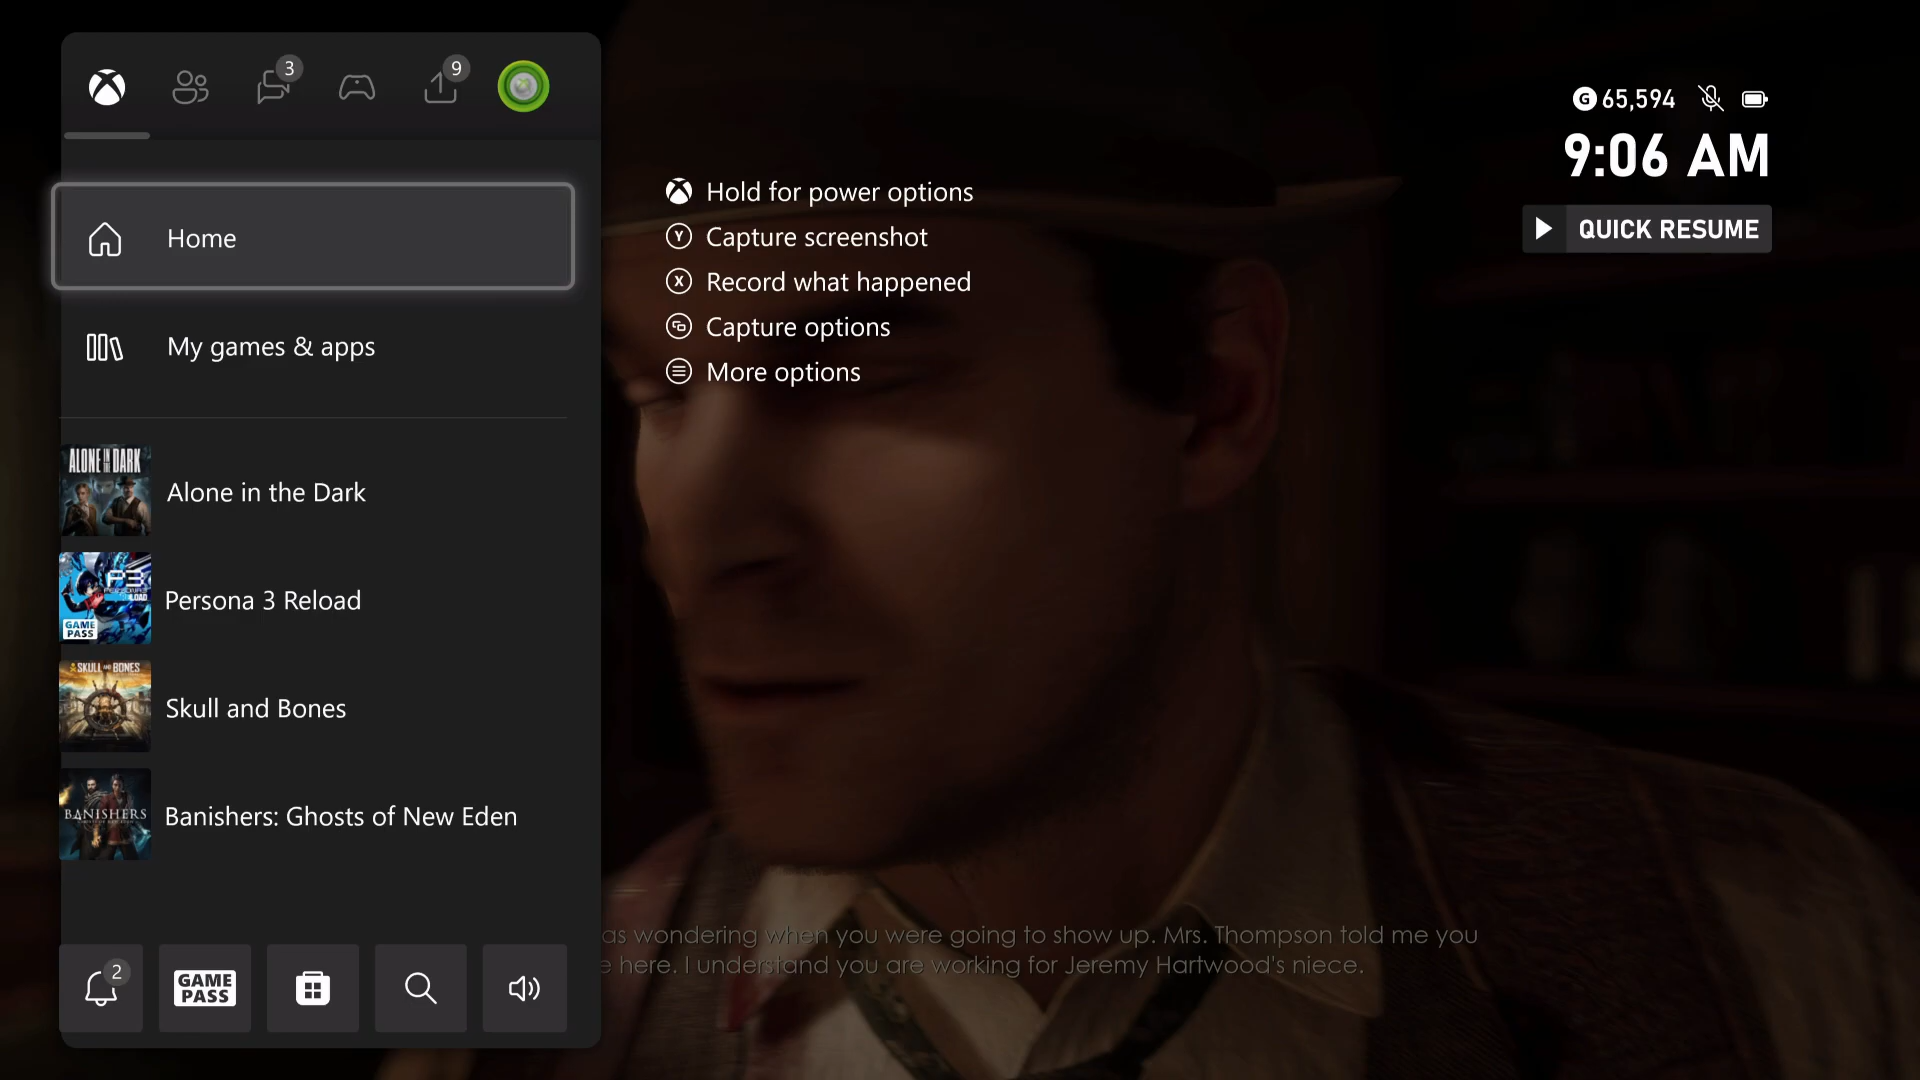 3
9
G 65,594
9:06 AM
QUICK RESUME
Home
My games & apps
Hold for power options
Y Capture screenshot
X Record what happened
Capture options
More options
ALONE IN THE DARK
Alone in the Dark
P3
RELOAD
GAME
PASS
Persona 3 Reload
SKULL AND BONES
Skull and Bones
BANISHERS
Banishers: Ghosts of New Eden
as wondering when you were going to show up. Mrs. Thompson told me you
e here. I understand you are working for Jeremy Hartwood's niece.
2
GAME
PASS